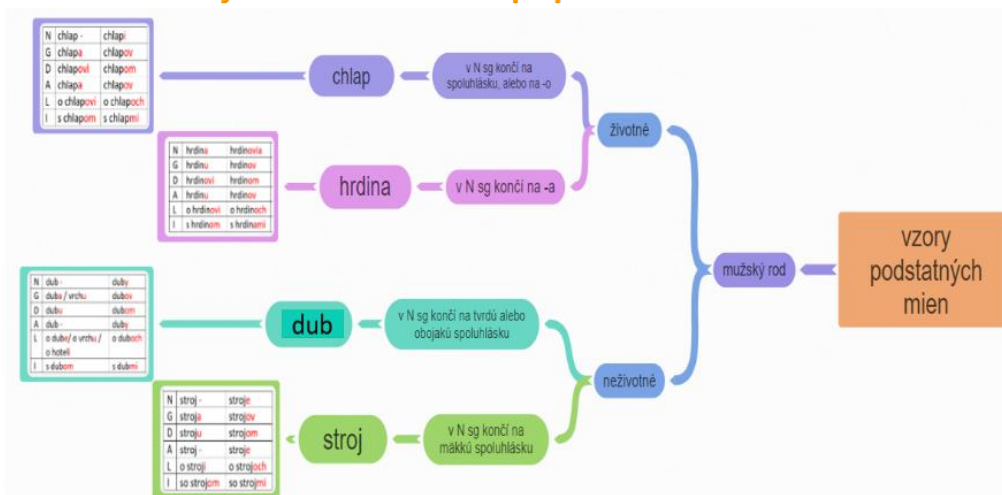 N chlap - chlapi
G chlapa chlapov
D chlapovi chlapom
A chlapa chlapov
L o chlapovi o chlapoch
I s chlapom s chlapmi
chlap
v N sg končí na
spoluhlásku, alebo na -o
životné
N hrdina hrdinovia
G hrdinu hrdinov
D hrdinovi hrdinom
A hrdinu hrdinov
L o hrdinovi o hrdinoch
I s hrdinom s hrdinami
hrdina
v N sg končí na -a
mužský rod
vzory
podstatných
mien
N dub - duby
G duba / vrchu dubov
D dubu dubom
A dub - duby
L o dube/ o vrchu / o duboch
o hoteli
I s dubom s dubmi
dub
v N sg končí na tvrdú alebo
obojakú spoluhlásku
neživotné
N stroj - stroje
G stroja strojov
D stroju strojom
A stroj - stroje
L o stroji o strojoch
I so strojom so strojmi
stroj
v N sg končí na
mäkkú spoluhlásku